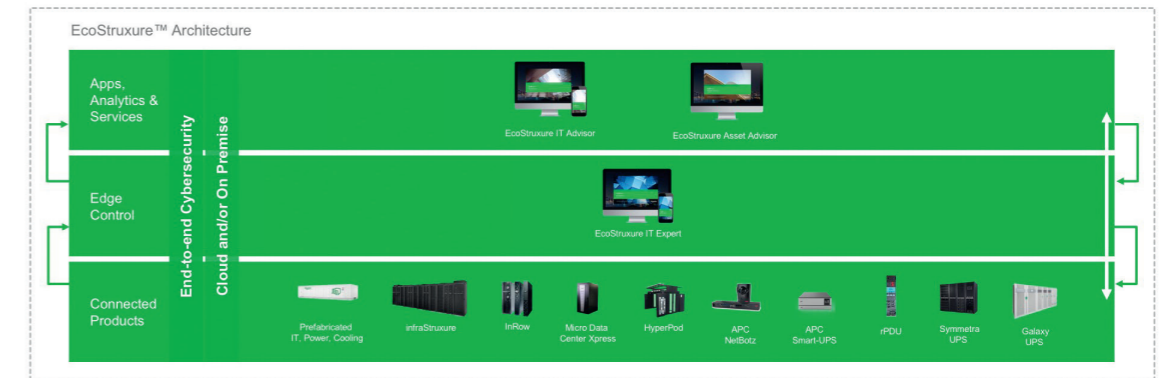 EcoStruxure™ Architecture
Apps,
Analytics &
Services
End-to-end Cybersecurity
Cloud and/or On Premise
EcoStruxure IT Advisor
EcoStruxure Asset Advisor
Edge
Control
EcoStruxure IT Expert
Connected
Products
Prefabricated
IT, Power, Cooling
infraStruxure
InRow
Micro Data
Center Xpress
HyperPod
APC
NetBotz
APC
Smart-UPS
rPDU
Symmetra
UPS
Galaxy
UPS